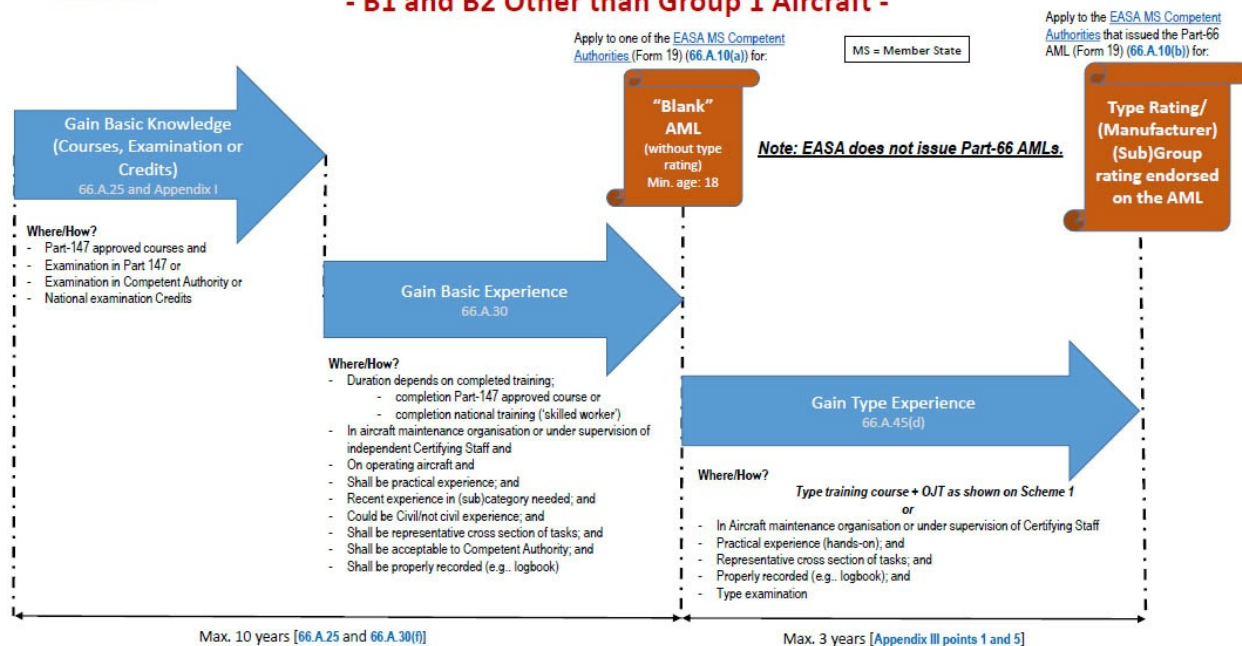 - B1 and B2 Other than Group 1 Aircraft -
Apply to one of the EASA MS Competent
Authorities (Form 19) (66.A.10(a)) for:
MS = Member State
Apply to the EASA MS Competent
Authorities that issued the Part-66
AML (Form 19) (66.A.10(b)) for:
Gain Basic Knowledge
(Courses, Examination or
Credits)
66.A.25 and Appendix I
"Blank"
AML
(without type
rating)
Min. age: 18
Note: EASA does not issue Part-66 AMLs.
Type Rating/
(Manufacturer)
(Sub)Group
rating endorsed
on the AML
Where/How?
- Part-147 approved courses and
- Examination in Part 147 or
- Examination in Competent Authority or
- National examination Credits
Gain Basic Experience
66.A.30
Where/How?
- Duration depends on completed training;
- completion Part-147 approved course or
- completion national training ('skilled worker')
- In aircraft maintenance organisation or under supervision of
independent Certifying Staff and
- On operating aircraft and
- Shall be practical experience; and
- Recent experience in (sub)category needed; and
- Could be Civil/not civil experience; and
- Shall be representative cross section of tasks; and
- Shall be acceptable to Competent Authority; and
- Shall be properly recorded (e.g.. logbook)
Gain Type Experience
66.A.45(d)
Where/How?
Type training course + OJT as shown on Scheme 1
or
- In Aircraft maintenance organisation or under supervision of Certifying Staff
- Practical experience (hands-on); and
- Representative cross section of tasks; and
- Properly recorded (e.g.. logbook); and
- Type examination
Max. 10 years [66.A.25 and 66.A.30(f)]
Max. 3 years [Appendix III points 1 and 5]